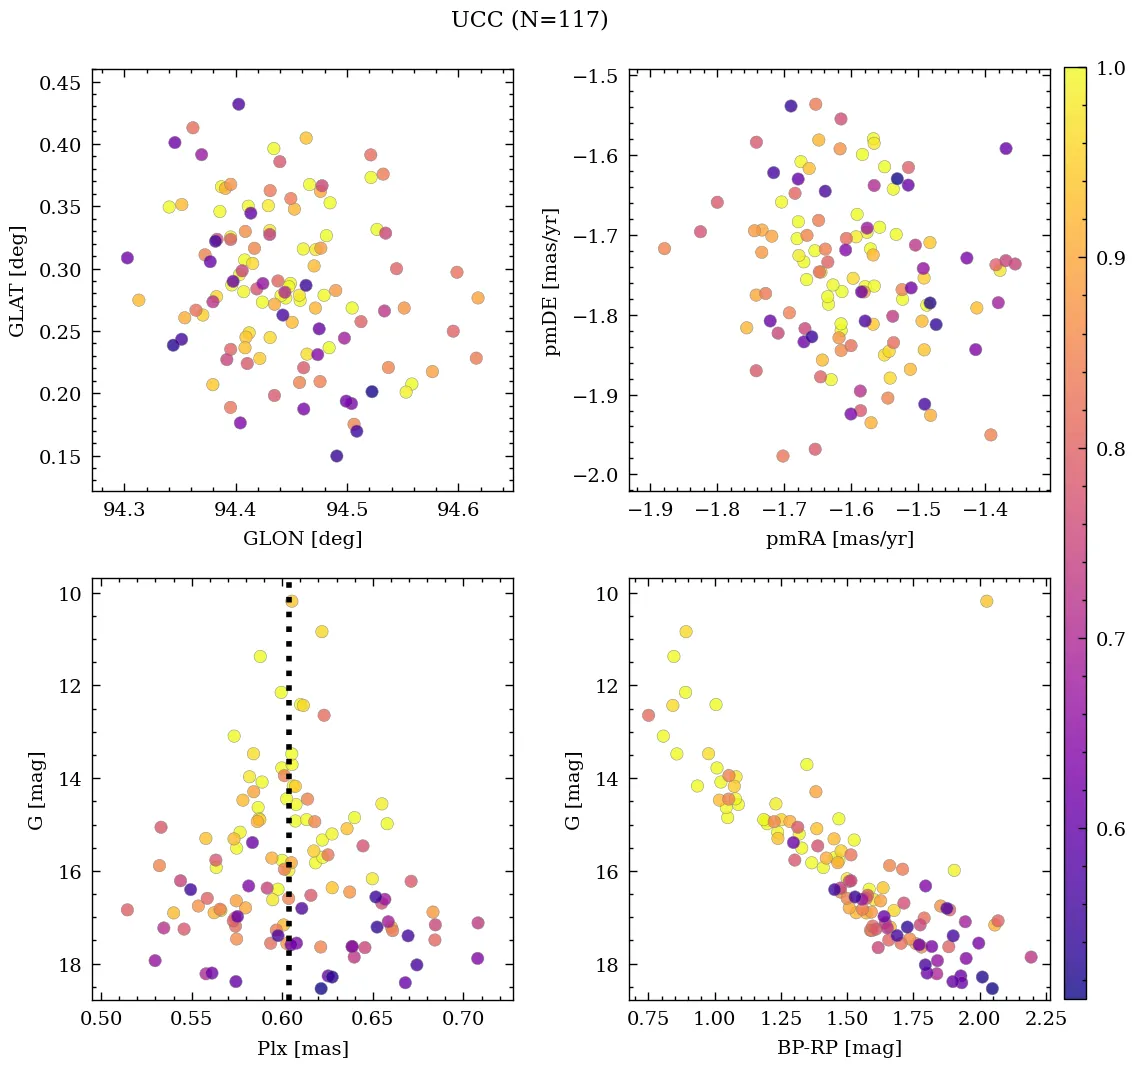 UCC (N=117)
0.45
0.40
0.35
0.30
0.25
0.20
0.15
GLAT [deg]
94.3 94.4 94.5 94.6
GLON [deg]
−1.5
−1.6
−1.7
−1.8
−1.9
−2.0
pmDE [mas/yr]
−1.9 −1.8 −1.7 −1.6 −1.5 −1.4
pmRA [mas/yr]
1.0
0.9
0.8
0.7
0.6
10
12
14
16
18
G [mag]
0.50 0.55 0.60 0.65 0.70
Plx [mas]
10
12
14
16
18
G [mag]
0.75 1.00 1.25 1.50 1.75 2.00 2.25
BP-RP [mag]